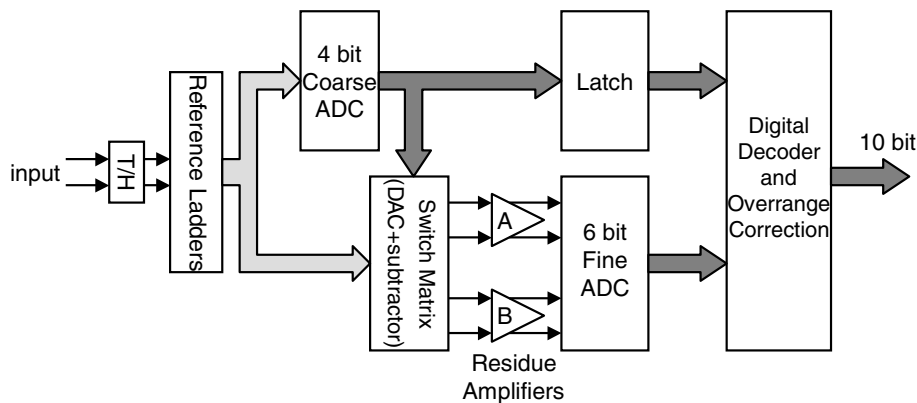 input
T/H
Reference Ladders
4 bit
Coarse
ADC
Switch Matrix
(DAC+subtractor)
A
B
Residue
Amplifiers
Latch
6 bit
Fine
ADC
Digital
Decoder
and
Overrange
Correction
10 bit